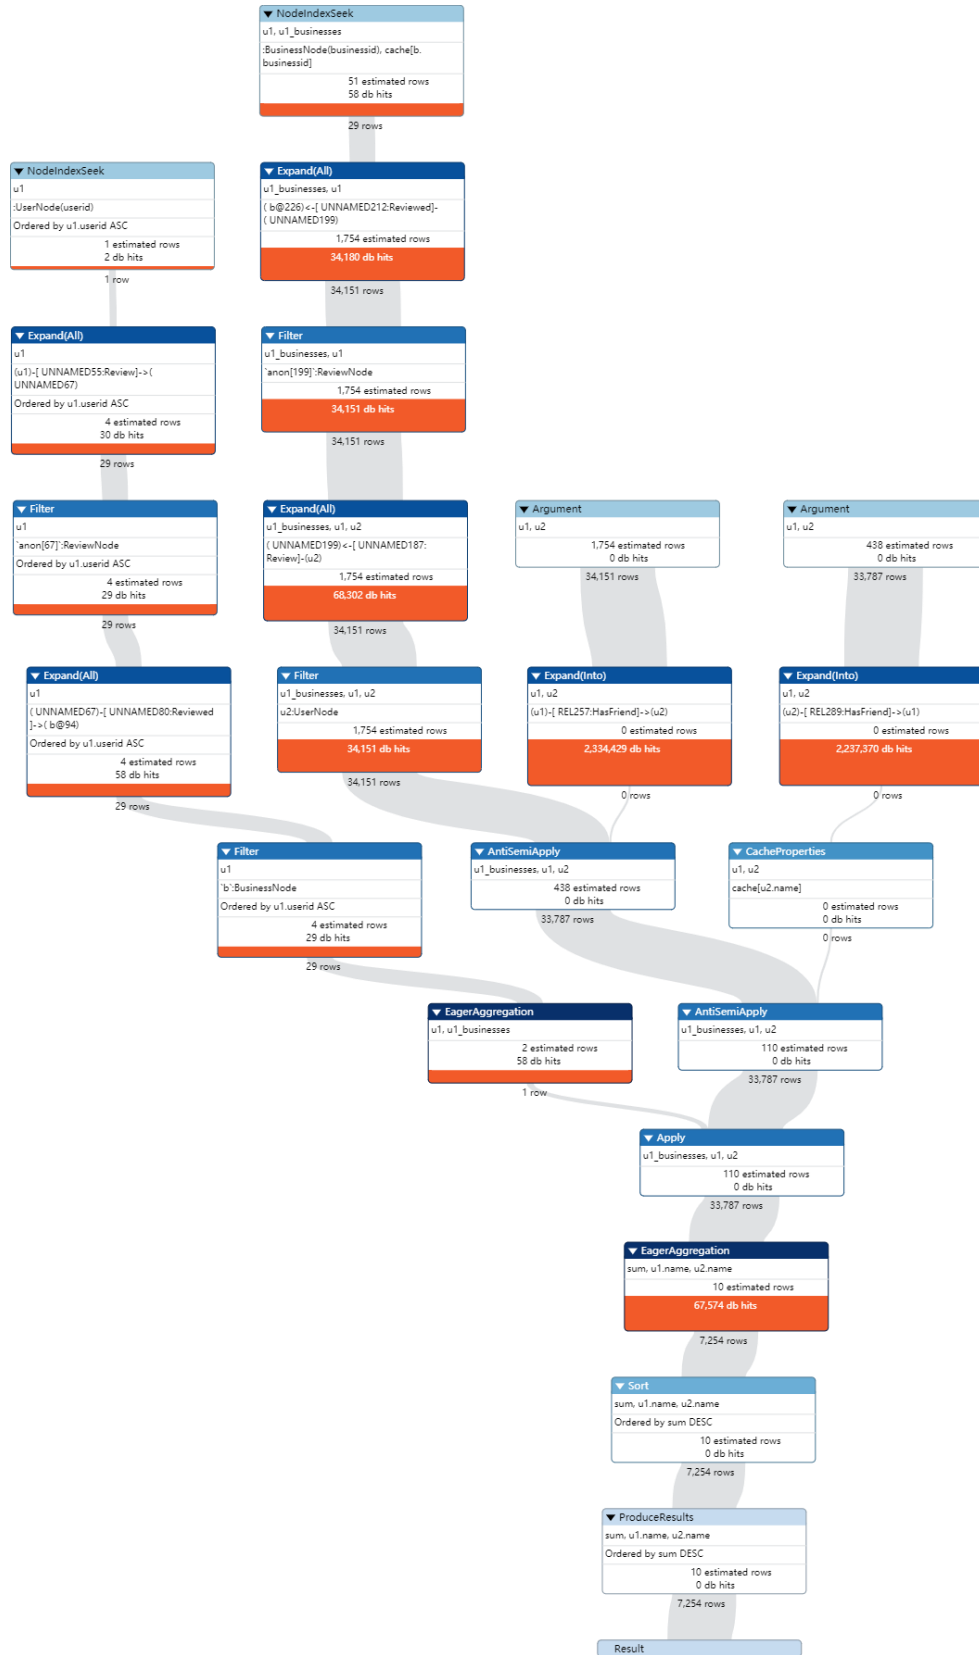 ▼ NodeIndexSeek
u1, u1_businesses
:BusinessNode(businessid), cache[b.
businessid]
51 estimated rows
58 db hits
29 rows
▼ NodeIndexSeek
u1
:UserNode(userid)
Ordered by u1.userid ASC
1 estimated rows
2 db hits
1 row
▼ Expand(All)
u1_businesses, u1
( b@226)<-[ UNNAMED212:Reviewed]-
( UNNAMED199)
1,754 estimated rows
34,180 db hits
34,151 rows
▼ Expand(All)
u1
(u1)-[ UNNAMED55:Review]->(
UNNAMED67)
Ordered by u1.userid ASC
4 estimated rows
30 db hits
29 rows
▼ Filter
u1_businesses, u1
`anon[199]`:ReviewNode
1,754 estimated rows
34,151 db hits
34,151 rows
▼ Filter
u1
`anon[67]`:ReviewNode
Ordered by u1.userid ASC
4 estimated rows
29 db hits
29 rows
▼ Expand(All)
u1_businesses, u1, u2
( UNNAMED199)<-[ UNNAMED187:
Review]-(u2)
1,754 estimated rows
68,302 db hits
34,151 rows
▼ Argument
u1, u2
1,754 estimated rows
0 db hits
34,151 rows
▼ Argument
u1, u2
438 estimated rows
0 db hits
33,787 rows
▼ Expand(All)
u1
( UNNAMED67)-[ UNNAMED80:Reviewed
]->( b@94)
Ordered by u1.userid ASC
4 estimated rows
58 db hits
29 rows
▼ Filter
u1_businesses, u1, u2
u2:UserNode
1,754 estimated rows
34,151 db hits
34,151 rows
▼ Expand(Into)
u1, u2
(u1)-[ REL257:HasFriend]->(u2)
0 estimated rows
2,334,429 db hits
0 rows
▼ Expand(Into)
u1, u2
(u2)-[ REL289:HasFriend]->(u1)
0 estimated rows
2,237,370 db hits
0 rows
▼ Filter
u1
`b`:BusinessNode
Ordered by u1.userid ASC
4 estimated rows
29 db hits
29 rows
▼ AntiSemiApply
u1_businesses, u1, u2
438 estimated rows
0 db hits
33,787 rows
▼ CacheProperties
u1, u2
cache[u2.name]
0 estimated rows
0 db hits
0 rows
▼ EagerAggregation
u1, u1_businesses
2 estimated rows
58 db hits
1 row
▼ AntiSemiApply
u1_businesses, u1, u2
110 estimated rows
0 db hits
33,787 rows
▼ Apply
u1_businesses, u1, u2
110 estimated rows
0 db hits
33,787 rows
▼ EagerAggregation
sum, u1.name, u2.name
10 estimated rows
67,574 db hits
7,254 rows
▼ Sort
sum, u1.name, u2.name
Ordered by sum DESC
10 estimated rows
0 db hits
7,254 rows
▼ ProduceResults
sum, u1.name, u2.name
Ordered by sum DESC
10 estimated rows
0 db hits
7,254 rows
Result